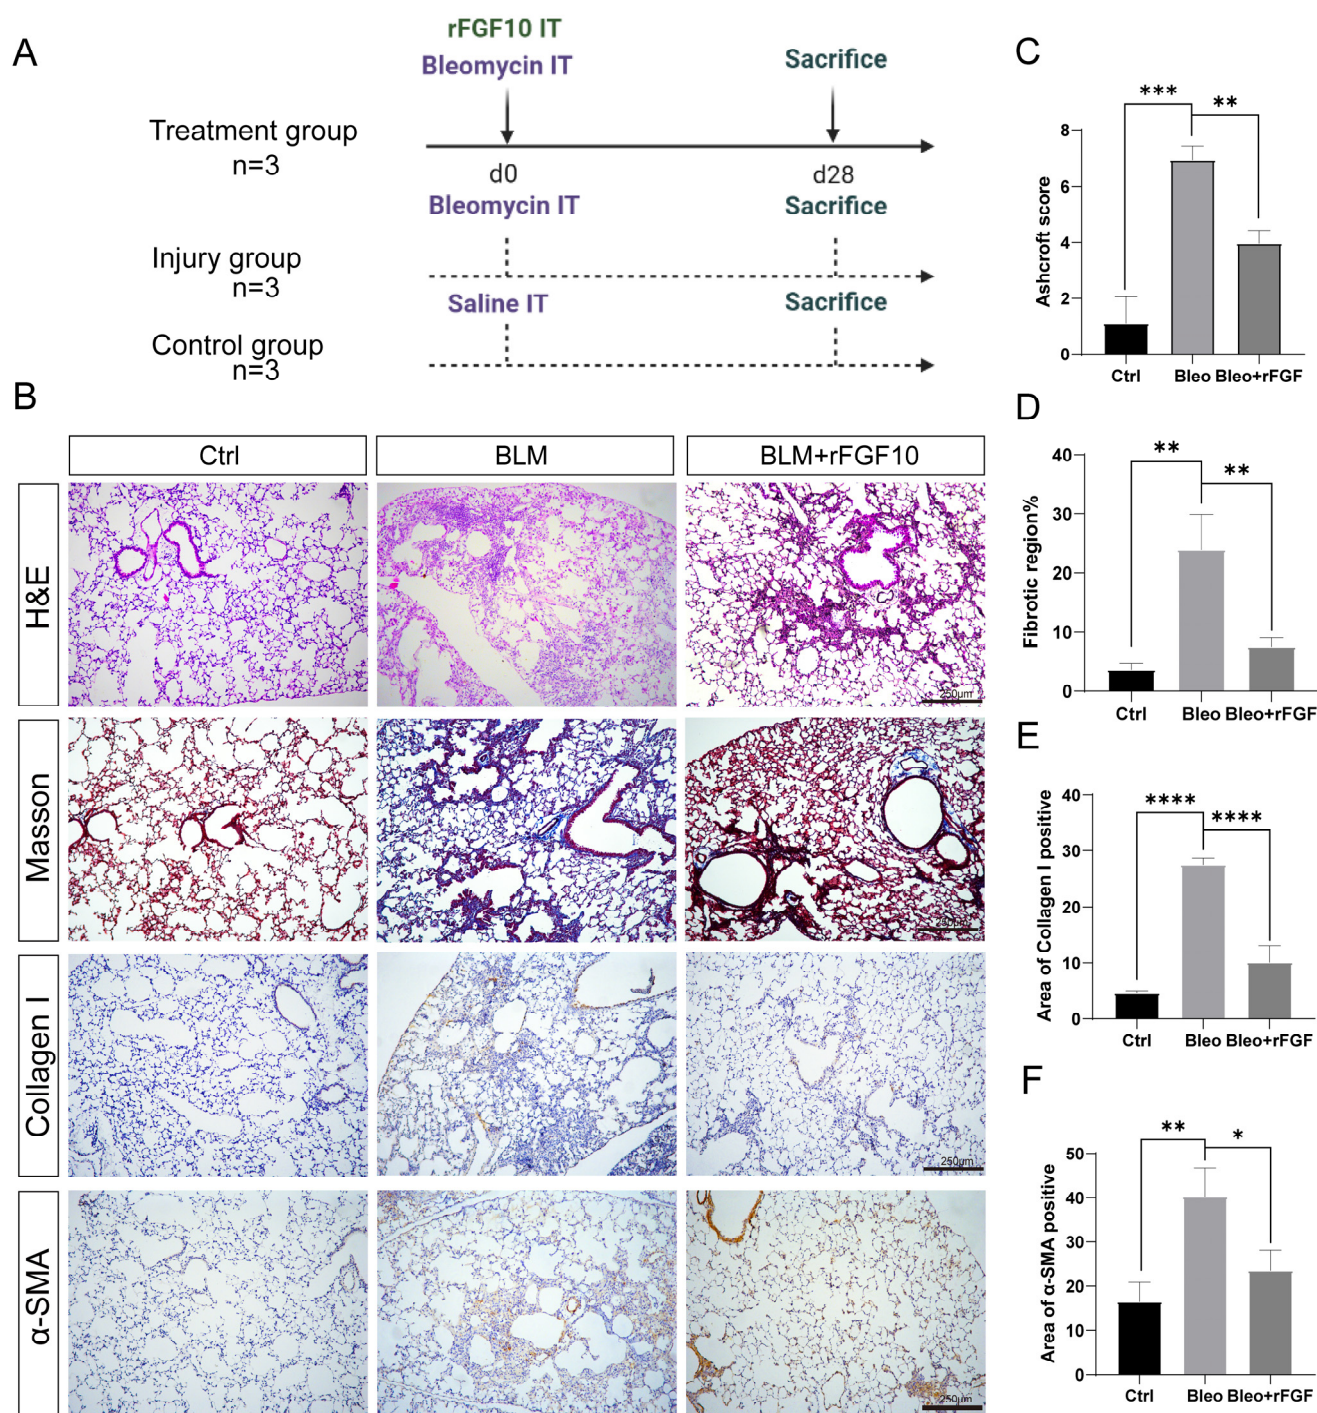 A
rFGF10 IT
Bleomycin IT
Sacrifice
Treatment group
n=3
d0
d28
Bleomycin IT
Sacrifice
Injury group
n=3
Saline IT
Sacrifice
Control group
n=3
B
Ctrl
BLM
BLM+rFGF10
H&E
250μm
Masson
250μm
Collagen I
250μm
α-SMA
250μm
C
***
**
Ashcroft score
8
6
4
2
0
Ctrl
Bleo
Bleo+rFGF
D
**
**
Fibrotic region%
40
30
20
10
0
Ctrl
Bleo
Bleo+rFGF
E
****
****
Area of Collagen I positive
40
30
20
10
0
Ctrl
Bleo
Bleo+rFGF
F
**
*
Area of α-SMA positive
50
40
30
20
10
0
Ctrl
Bleo
Bleo+rFGF